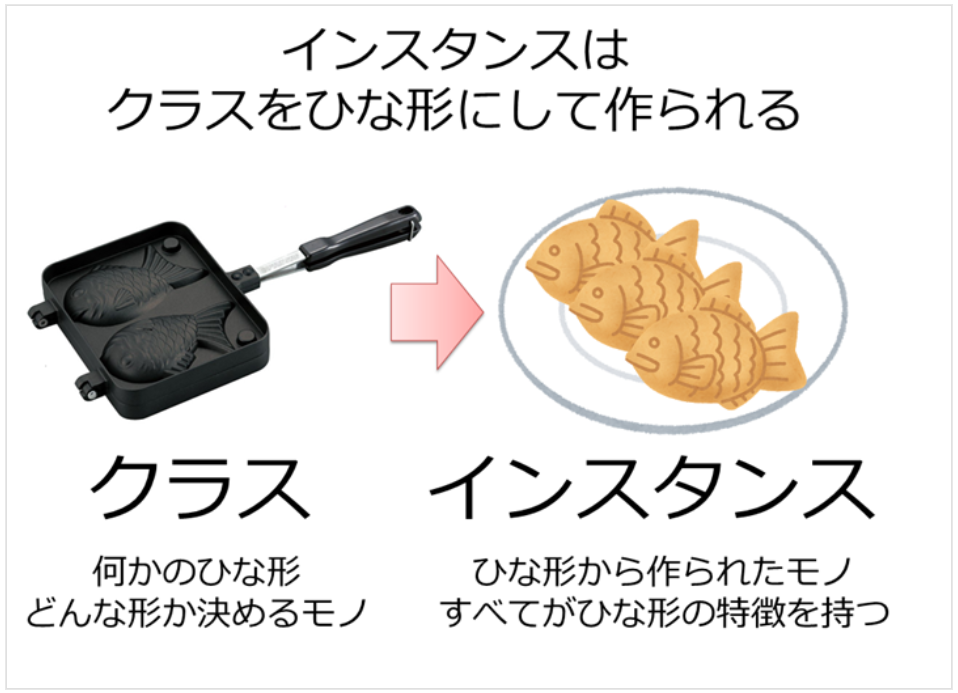 インスタンスは
クラスをひな形にして作られる
クラス
何かのひな形
どんな形か決めるモノ
インスタンス
ひな形から作られたモノ
すべてがひな形の特徴を持つ